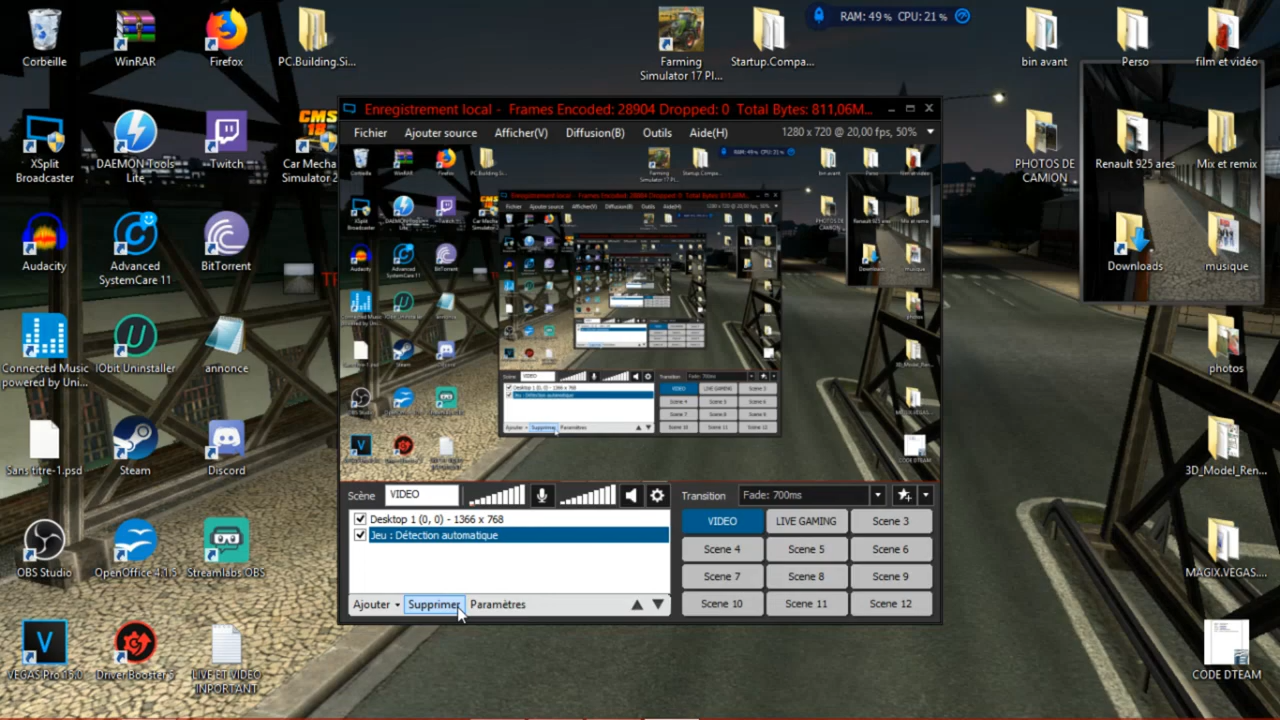 Corbeille
WinRAR
Firefox
PC.Building.Si...
Farming
Simulator 17 Pl...
Startup.Compa...
RAM: 49 % CPU: 21 %
bin avant
Perso
film et vidéo
XSplit
Broadcaster
DAEMON Tools
Lite
Twitch
CMS
18
Car Mecha
Simulator 2
PHOTOS DE
CAMION
Renault 925 ares
Mix et remix
Audacity
Advanced
SystemCare 11
BitTorrent
Downloads
musique
Connected Music
powered by Uni...
IObit Uninstaller
annonce
photos
Sans titre-1.psd
Steam
Discord
3D_Model_Ren...
OBS Studio
OpenOffice 4.1.5
Streamlabs OBS
MAGIX.VEGAS....
VEGAS Pro 15.0
Driver Booster 5
LIVE ET VIDEO
INPORTANT
CODE DTEAM
Enregistrement local - Frames Encoded: 28904 Dropped: 0 Total Bytes: 811,06M...
Fichier Ajouter source Afficher(V) Diffusion(B) Outils Aide(H) 1280 x 720 @ 20,00 fps, 50%
Scène VIDEO
Transition Fade: 700ms
Desktop 1 (0, 0) - 1366 x 768
Jeu : Détection automatique
Ajouter Supprimer Paramètres
VIDEO LIVE GAMING Scene 3
Scene 4 Scene 5 Scene 6
Scene 7 Scene 8 Scene 9
Scene 10 Scene 11 Scene 12